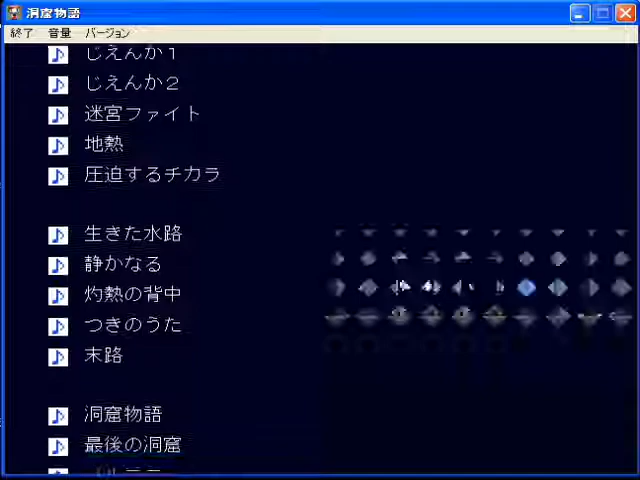 洞窟物語
終了 音量 バージョン
じえんか１
じえんか２
迷宮ファイト
地熱
圧迫するチカラ
生きた水路
静かなる
灼熱の背中
つきのうた
末路
洞窟物語
最後の洞窟